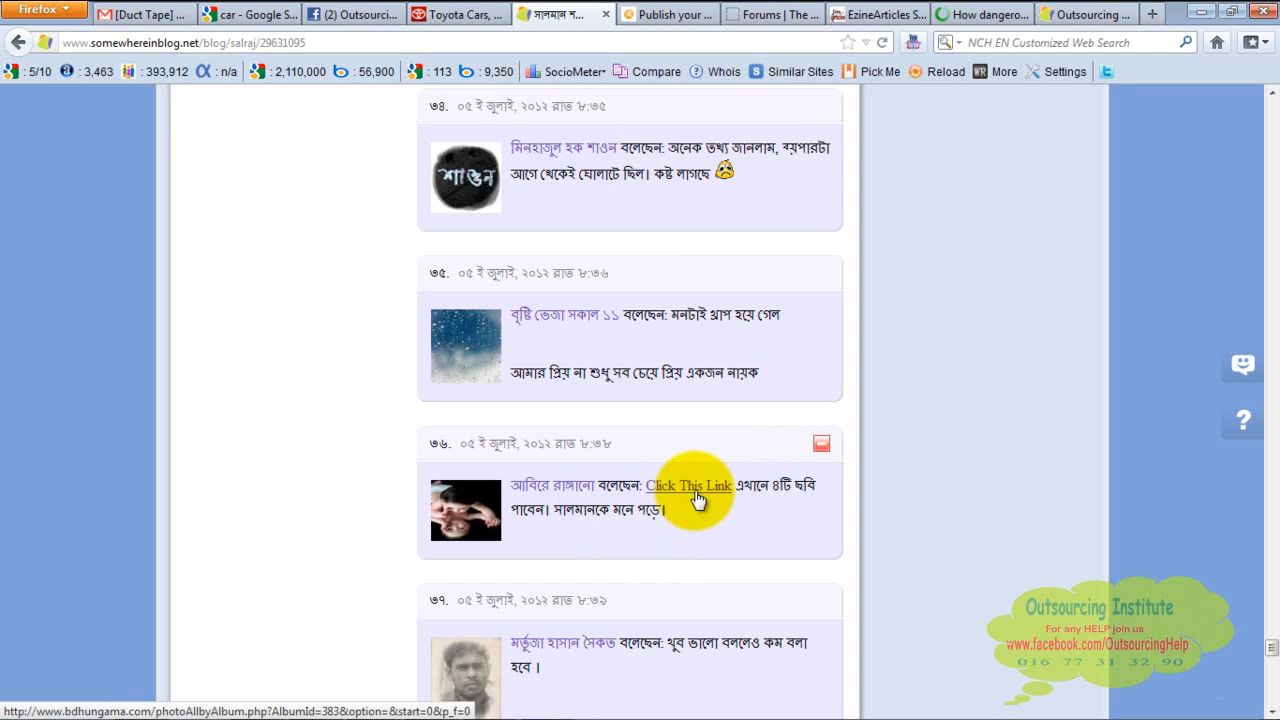 Firefox
[Duct Tape] ...
car - Google S...
(2) Outsourci...
Toyota Cars, ...
সালমান শ...
Publish your ...
Forums | The ...
EzineArticles S...
How dangero...
Outsourcing ...
www.somewhereinblog.net/blog/salraj/29631095
NCH EN Customized Web Search
: 5/10 : 3,463 : 393,912 : n/a : 2,110,000 : 56,900 : 113 : 9,350 SocioMeter Compare Whois Similar Sites Pick Me Reload More Settings
৩৪. ০৫ ই জুলাই, ২০১২ রাত ৮:৩৫
মিনহাজুল হক শাওন বলেছেন: অনেক তথ্য জানলাম, ব্যপারটা
আগে থেকেই ঘোলাটে ছিল। কষ্ট লাগছে
শাওন
৩৫. ০৫ ই জুলাই, ২০১২ রাত ৮:৩৬
বৃষ্টি ভেজা সকাল ১১ বলেছেন: মনটাই খ্রাপ হয়ে গেল
আমার প্রিয় না শুধু সব চেয়ে প্রিয় একজন নায়ক
৩৬. ০৫ ই জুলাই, ২০১২ রাত ৮:৩৮
আবিরে রাঙ্গানো বলেছেন: Click This Link এখানে ৪টি ছবি
পাবেন। সালমানকে মনে পড়ে।
৩৭. ০৫ ই জুলাই, ২০১২ রাত ৮:৩৯
মর্তুজা হাসান সৈকত বলেছেন: খুব ভালো বললেও কম বলা
হবে ।
Outsourcing Institute
For any HELP join us
www.facebook.com/OutsourcingHelp
016 77 31 32 90
http://www.bdhungama.com/photoAllbyAlbum.php?AlbumId=383&option=&start=0&p_f=0